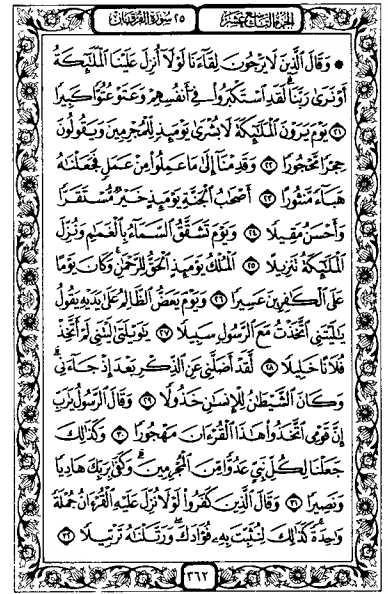 الجزء التاسع عشر ٢٥ سورة الفرقان
۞ وَقَالَ ٱلَّذِينَ لَا يَرْجُونَ لِقَآءَنَا لَوْلَآ أُنزِلَ عَلَيْنَا ٱلْمَلَٰٓئِكَةُ
أَوْ نَرَىٰ رَبَّنَا ۗ لَقَدِ ٱسْتَكْبَرُوا۟ فِىٓ أَنفُسِهِمْ وَعَتَوْ عُتُوًّا كَبِيرًا
٢١ يَوْمَ يَرَوْنَ ٱلْمَلَٰٓئِكَةَ لَا بُشْرَىٰ يَوْمَئِذٍ لِّلْمُجْرِمِينَ وَيَقُولُونَ
حِجْرًا مَّحْجُورًا ٢٢ وَقَدِمْنَآ إِلَىٰ مَا عَمِلُوا۟ مِنْ عَمَلٍ فَجَعَلْنَٰهُ
هَبَآءً مَّنثُورًا ٢٣ أَصْحَٰبُ ٱلْجَنَّةِ يَوْمَئِذٍ خَيْرٌ مُّسْتَقَرًّا
وَأَحْسَنُ مَقِيلًا ٢٤ وَيَوْمَ تَشَقَّقُ ٱلسَّمَآءُ بِٱلْغَمَٰمِ وَنُزِّلَ
ٱلْمَلَٰٓئِكَةُ تَنزِيلًا ٢٥ ٱلْمُلْكُ يَوْمَئِذٍ ٱلْحَقُّ لِلرَّحْمَٰنِ ۚ وَكَانَ يَوْمًا
عَلَى ٱلْكَٰفِرِينَ عَسِيرًا ٢٦ وَيَوْمَ يَعَضُّ ٱلظَّالِمُ عَلَىٰ يَدَيْهِ يَقُولُ
يَٰلَيْتَنِى ٱتَّخَذْتُ مَعَ ٱلرَّسُولِ سَبِيلًا ٢٧ يَٰوَيْلَتَىٰ لَيْتَنِى لَمْ أَتَّخِذْ
فُلَانًا خَلِيلًا ٢٨ لَّقَدْ أَضَلَّنِى عَنِ ٱلذِّكْرِ بَعْدَ إِذْ جَآءَنِى ۗ
وَكَانَ ٱلشَّيْطَٰنُ لِلْإِنسَٰنِ خَذُولًا ٢٩ وَقَالَ ٱلرَّسُولُ يَٰرَبِّ
إِنَّ قَوْمِى ٱتَّخَذُوا۟ هَٰذَا ٱلْقُرْءَانَ مَهْجُورًا ٣٠ وَكَذَٰلِكَ
جَعَلْنَا لِكُلِّ نَبِىٍّ عَدُوًّا مِّنَ ٱلْمُجْرِمِينَ ۗ وَكَفَىٰ بِرَبِّكَ هَادِيًا
وَنَصِيرًا ٣١ وَقَالَ ٱلَّذِينَ كَفَرُوا۟ لَوْلَا نُزِّلَ عَلَيْهِ ٱلْقُرْءَانُ جُمْلَةً
وَٰحِدَةً ۚ كَذَٰلِكَ لِنُثَبِّتَ بِهِۦ فُؤَادَكَ ۖ وَرَتَّلْنَٰهُ تَرْتِيلًا ٣٢
٣٦٢